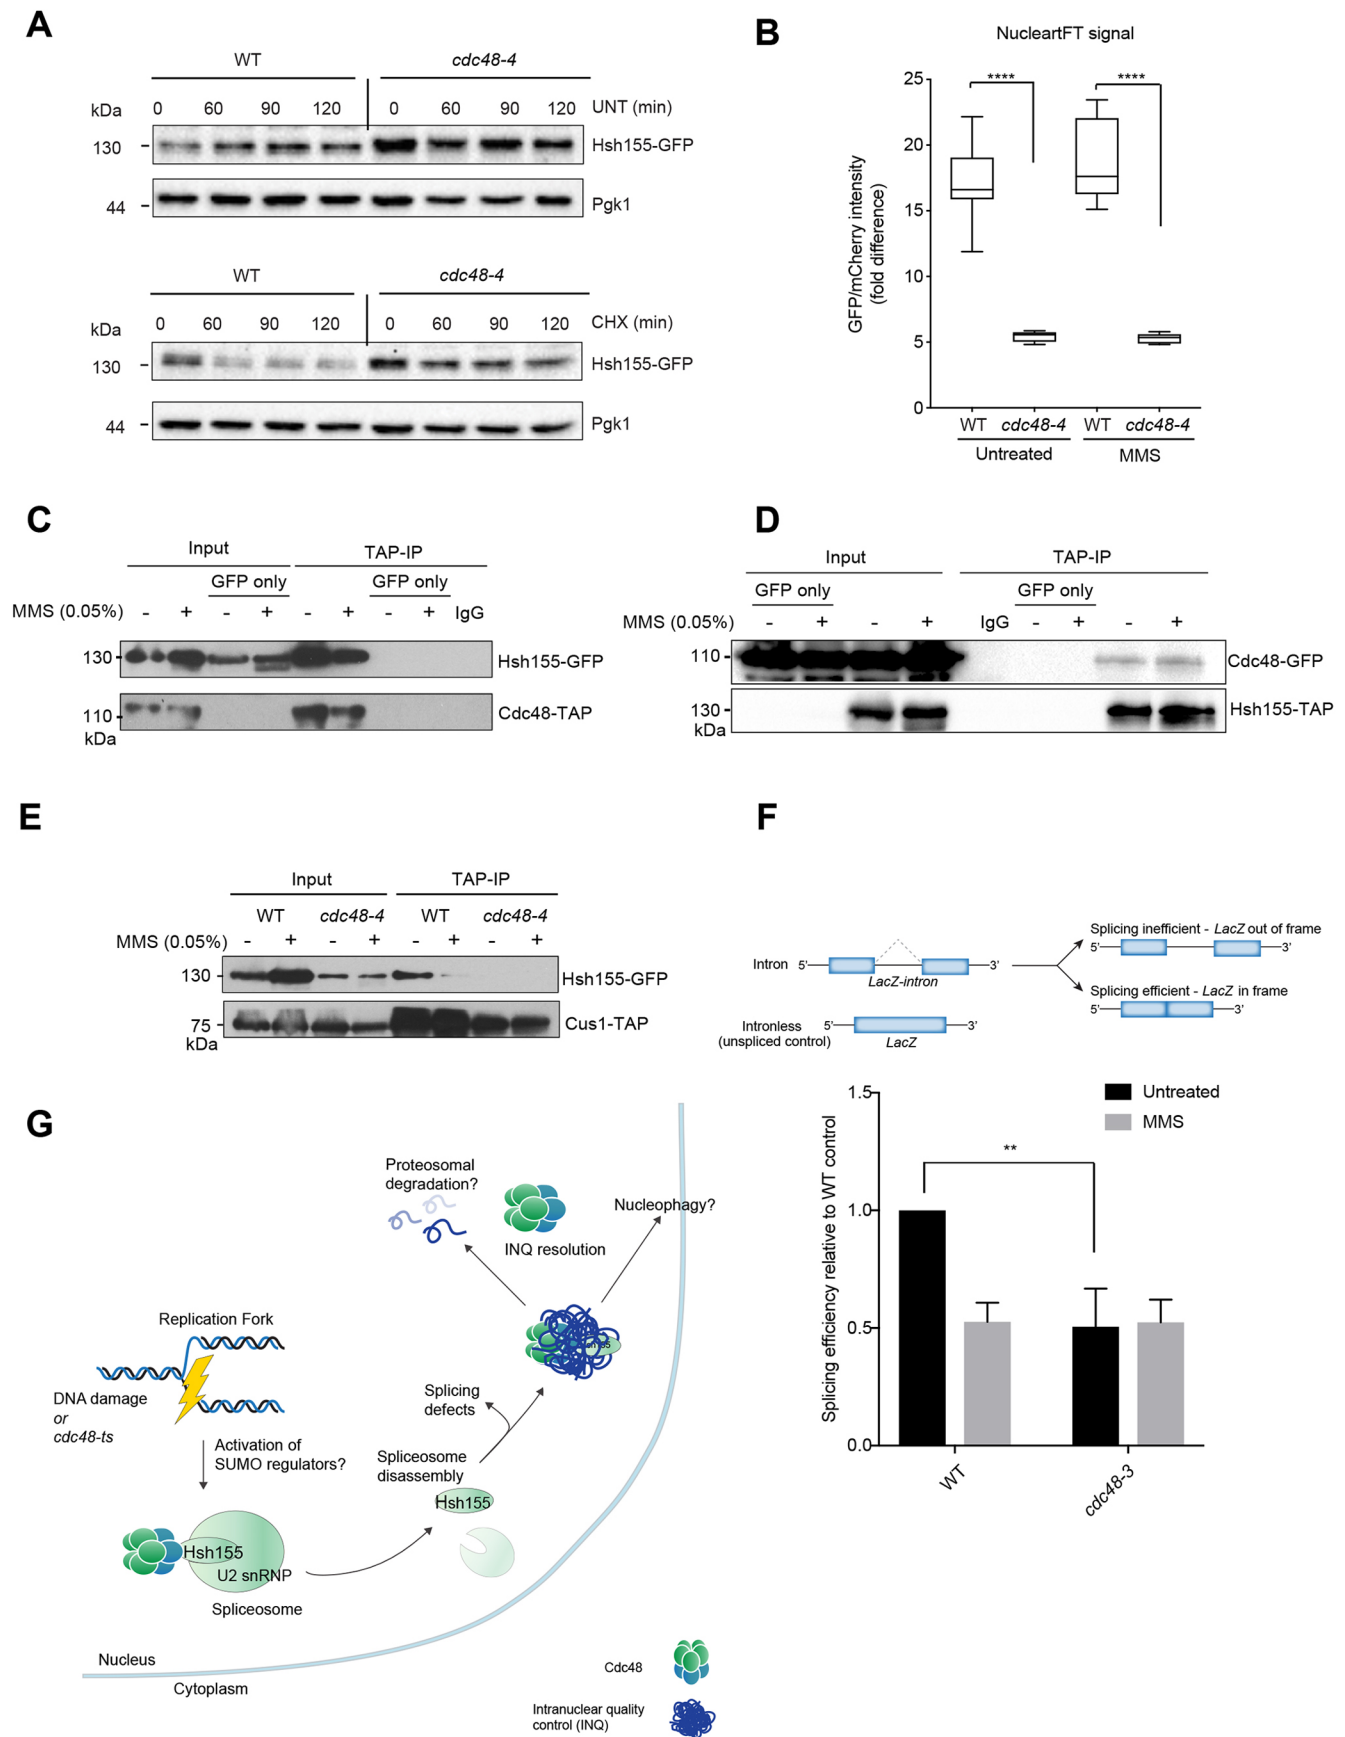 A
WT
cdc48-4
kDa
0 60 90 120 0 60 90 120 UNT (min)
130
Hsh155-GFP
44
Pgk1
WT
cdc48-4
kDa
0 60 90 120 0 60 90 120 CHX (min)
130
Hsh155-GFP
44
Pgk1
B
NucleartFT signal
GFP/mCherry intensity
(fold difference)
25
20
15
10
5
0
****
****
WT cdc48-4 WT cdc48-4
Untreated MMS
C
Input TAP-IP
GFP only GFP only
MMS (0.05%) - + - + - + - + IgG
130
Hsh155-GFP
110
Cdc48-TAP
kDa
D
Input TAP-IP
GFP only GFP only
MMS (0.05%) - + - + IgG - + - +
110
Cdc48-GFP
130
Hsh155-TAP
kDa
E
Input TAP-IP
WT cdc48-4 WT cdc48-4
MMS (0.05%) - + - + - + - +
130
Hsh155-GFP
75
Cus1-TAP
kDa
F
Intron 5' 3'
LacZ-intron
Splicing inefficient - LacZ out of frame
5' 3'
Splicing efficient - LacZ in frame
5' 3'
Intronless
(unspliced control)
5' 3'
LacZ
Splicing efficiency relative to WT control
1.5
1.0
0.5
0.0
Untreated
MMS
**
WT
cdc48-3
G
Proteosomal
degradation?
INQ resolution
Nucleophagy?
Replication Fork
DNA damage
or
cdc48-ts
Activation of
SUMO regulators?
Splicing
defects
Spliceosome
disassembly
Hsh155
Hsh155
U2 snRNP
Spliceosome
Nucleus
Cytoplasm
Cdc48
Intranuclear quality
control (INQ)